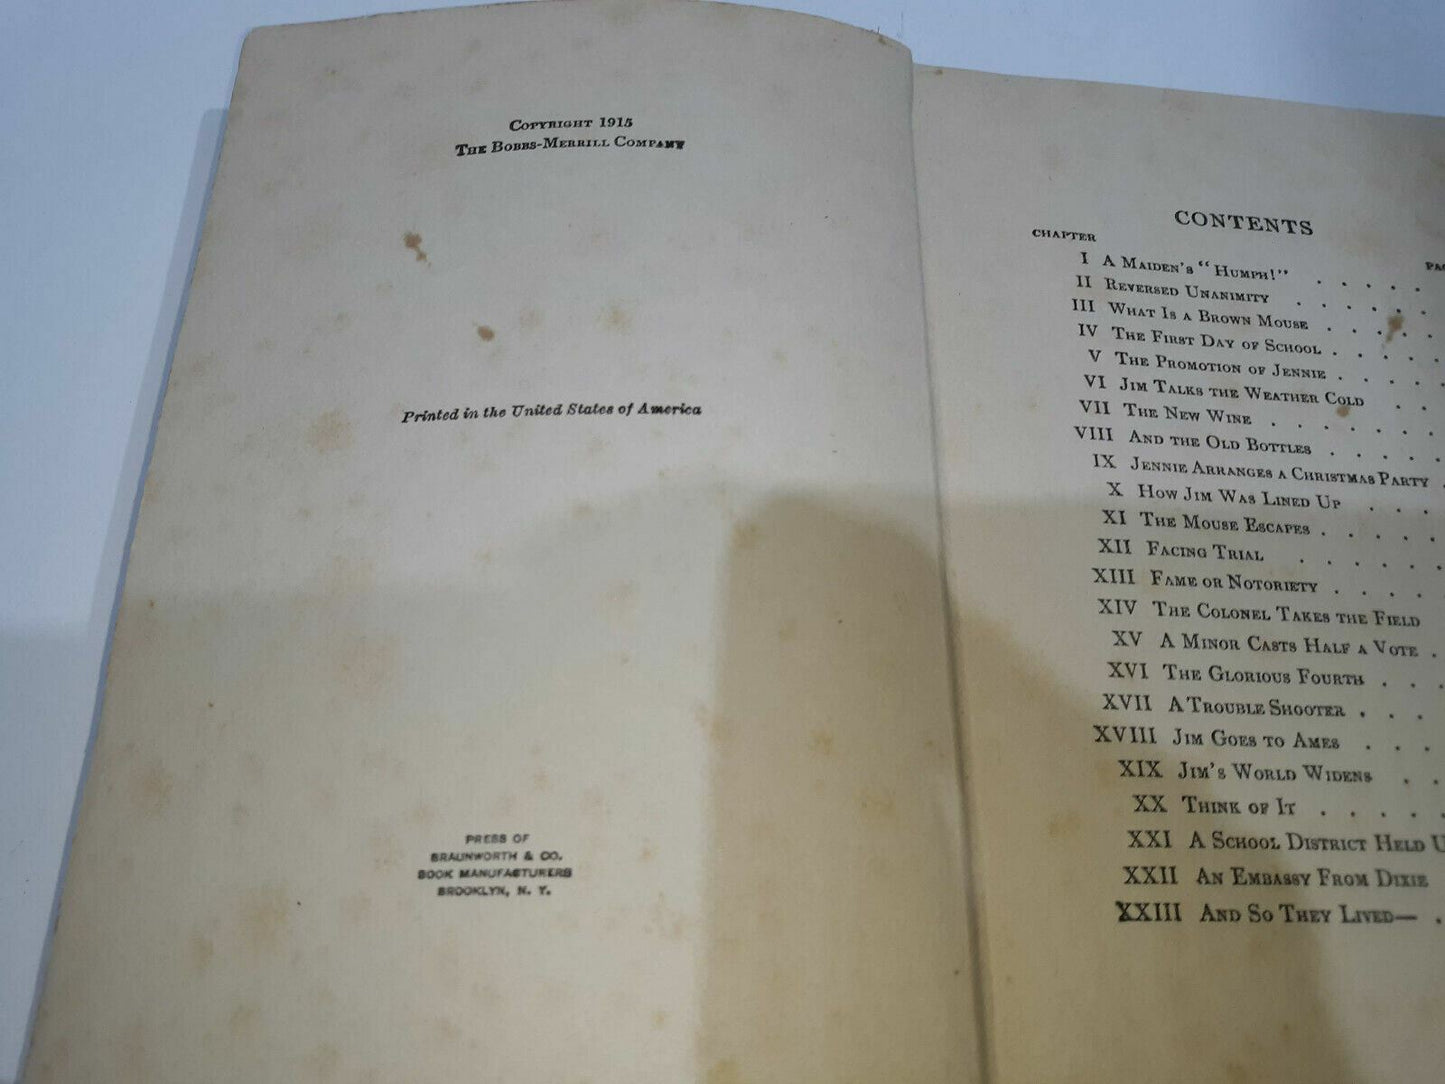 COPYRIGHT 1915
THE BOBBS-MERRILL COMPANY
Printed in the United States of America
PRESS OF
BRAUNWORTH & CO.
BOOK MANUFACTURERS
BROOKLYN, N. Y.
CONTENTS
CHAPTER
I A MAIDEN'S "HUMPH!" . . . . .
II REVERSED UNANIMITY . . . . . .
III WHAT IS A BROWN MOUSE . . . . .
IV THE FIRST DAY OF SCHOOL . . . . .
V THE PROMOTION OF JENNIE . . . . .
VI JIM TALKS THE WEATHER COLD . .
VII THE NEW WINE . . . . . . .
VIII AND THE OLD BOTTLES . . . . .
IX JENNIE ARRANGES A CHRISTMAS PARTY .
X HOW JIM WAS LINED UP . . .
XI THE MOUSE ESCAPES . . . . .
XII FACING TRIAL . . . . . .
XIII FAME OR NOTORIETY . . . .
XIV THE COLONEL TAKES THE FIELD
XV A MINOR CASTS HALF A VOTE .
XVI THE GLORIOUS FOURTH . . .
XVII A TROUBLE SHOOTER . . .
XVIII JIM GOES TO AMES . . .
XIX JIM'S WORLD WIDENS . .
XX THINK OF IT . . . . .
XXI A SCHOOL DISTRICT HELD U
XXII AN EMBASSY FROM DIXIE
XXIII AND SO THEY LIVED— .